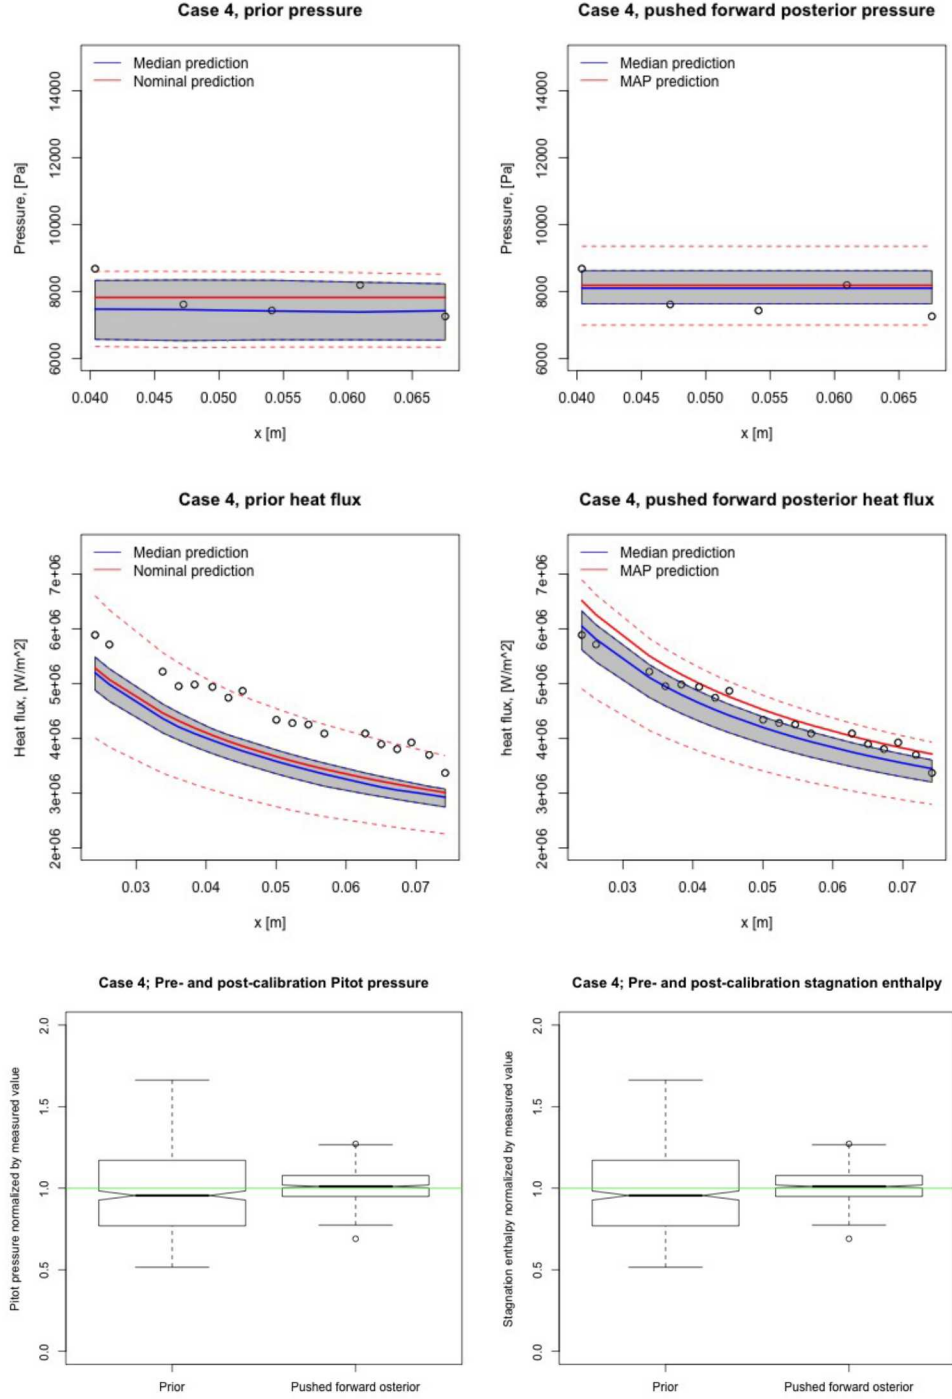 Case 4, prior pressure
Median prediction
Nominal prediction
Pressure, [Pa]
14000
12000
10000
8000
6000
0.040 0.045 0.050 0.055 0.060 0.065
x [m]
Case 4, pushed forward posterior pressure
Median prediction
MAP prediction
Pressure, [Pa]
14000
12000
10000
8000
6000
0.040 0.045 0.050 0.055 0.060 0.065
x [m]
Case 4, prior heat flux
Median prediction
Nominal prediction
Heat flux, [W/m^2]
7e+06
6e+06
5e+06
4e+06
3e+06
2e+06
0.03 0.04 0.05 0.06 0.07
x [m]
Case 4, pushed forward posterior heat flux
Median prediction
MAP prediction
heat flux, [W/m^2]
7e+06
6e+06
5e+06
4e+06
3e+06
2e+06
0.03 0.04 0.05 0.06 0.07
x [m]
Case 4; Pre- and post-calibration Pitot pressure
Pitot pressure normalized by measured value
2.0
1.5
1.0
0.5
0.0
Prior Pushed forward osterior
Case 4; Pre- and post-calibration stagnation enthalpy
Stagnation enthalpy normalized by measured value
2.0
1.5
1.0
0.5
0.0
Prior Pushed forward osterior